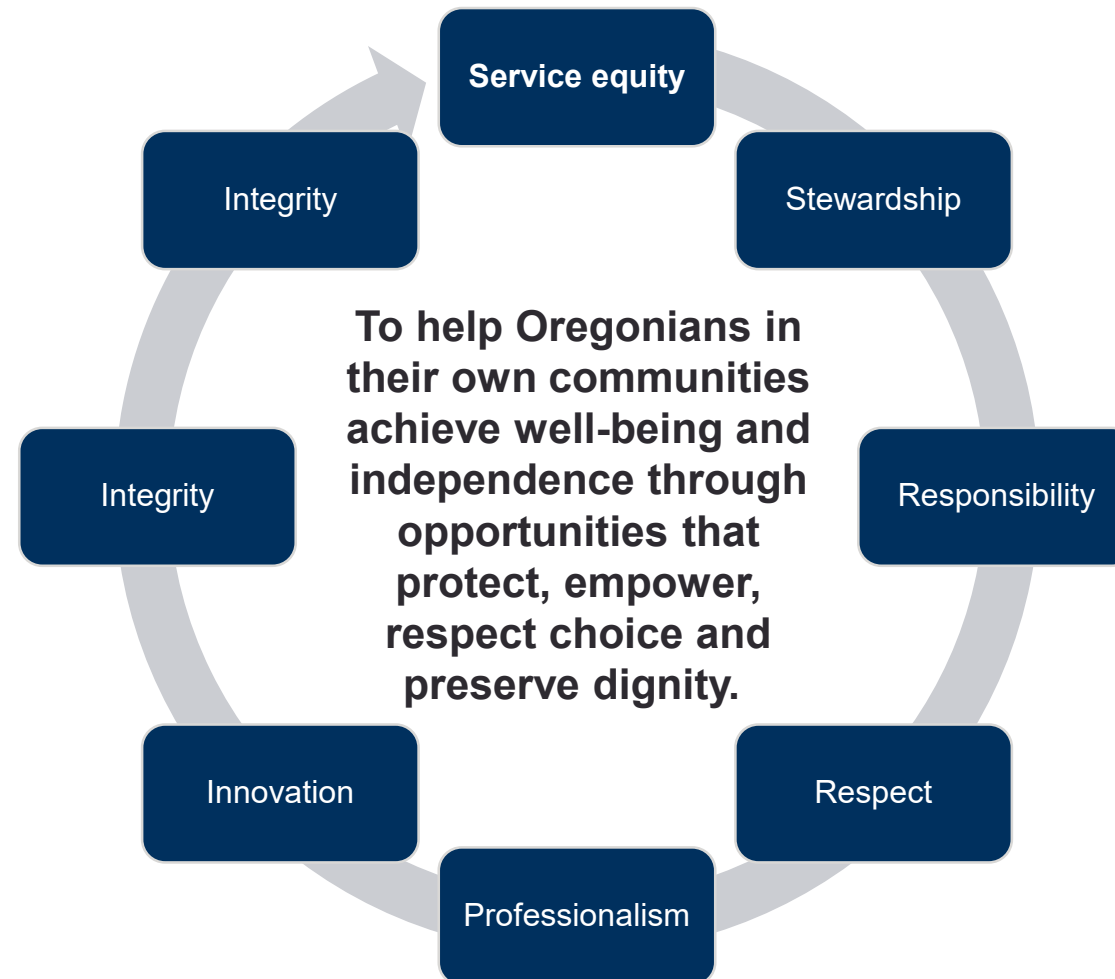 Service equity
Integrity
Stewardship
To help Oregonians in
their own communities
achieve well-being and
independence through
opportunities that
protect, empower,
respect choice and
preserve dignity.
Integrity
Responsibility
Innovation
Respect
Professionalism